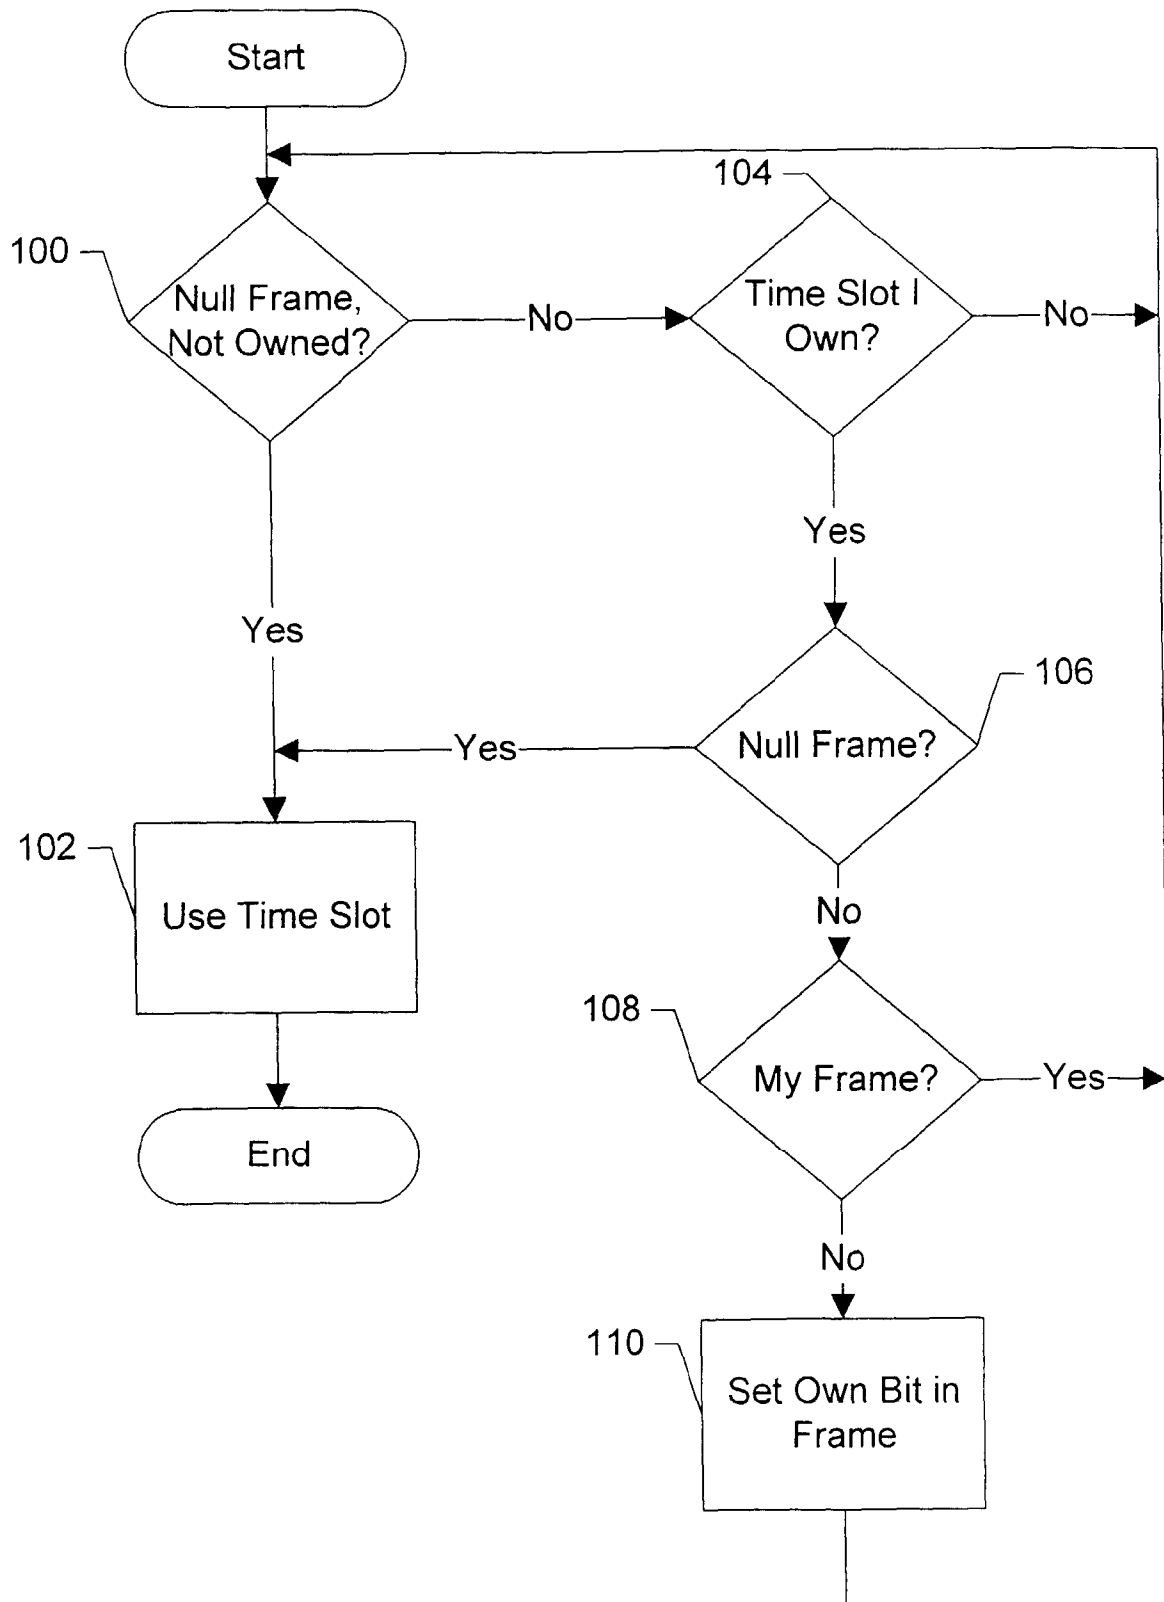 Start
104
100
Null Frame,
Not Owned?
No
Time Slot I
Own?
No
Yes
Yes
106
Null Frame?
Yes
102
Use Time Slot
No
108
My Frame?
Yes
End
No
110
Set Own Bit in
Frame